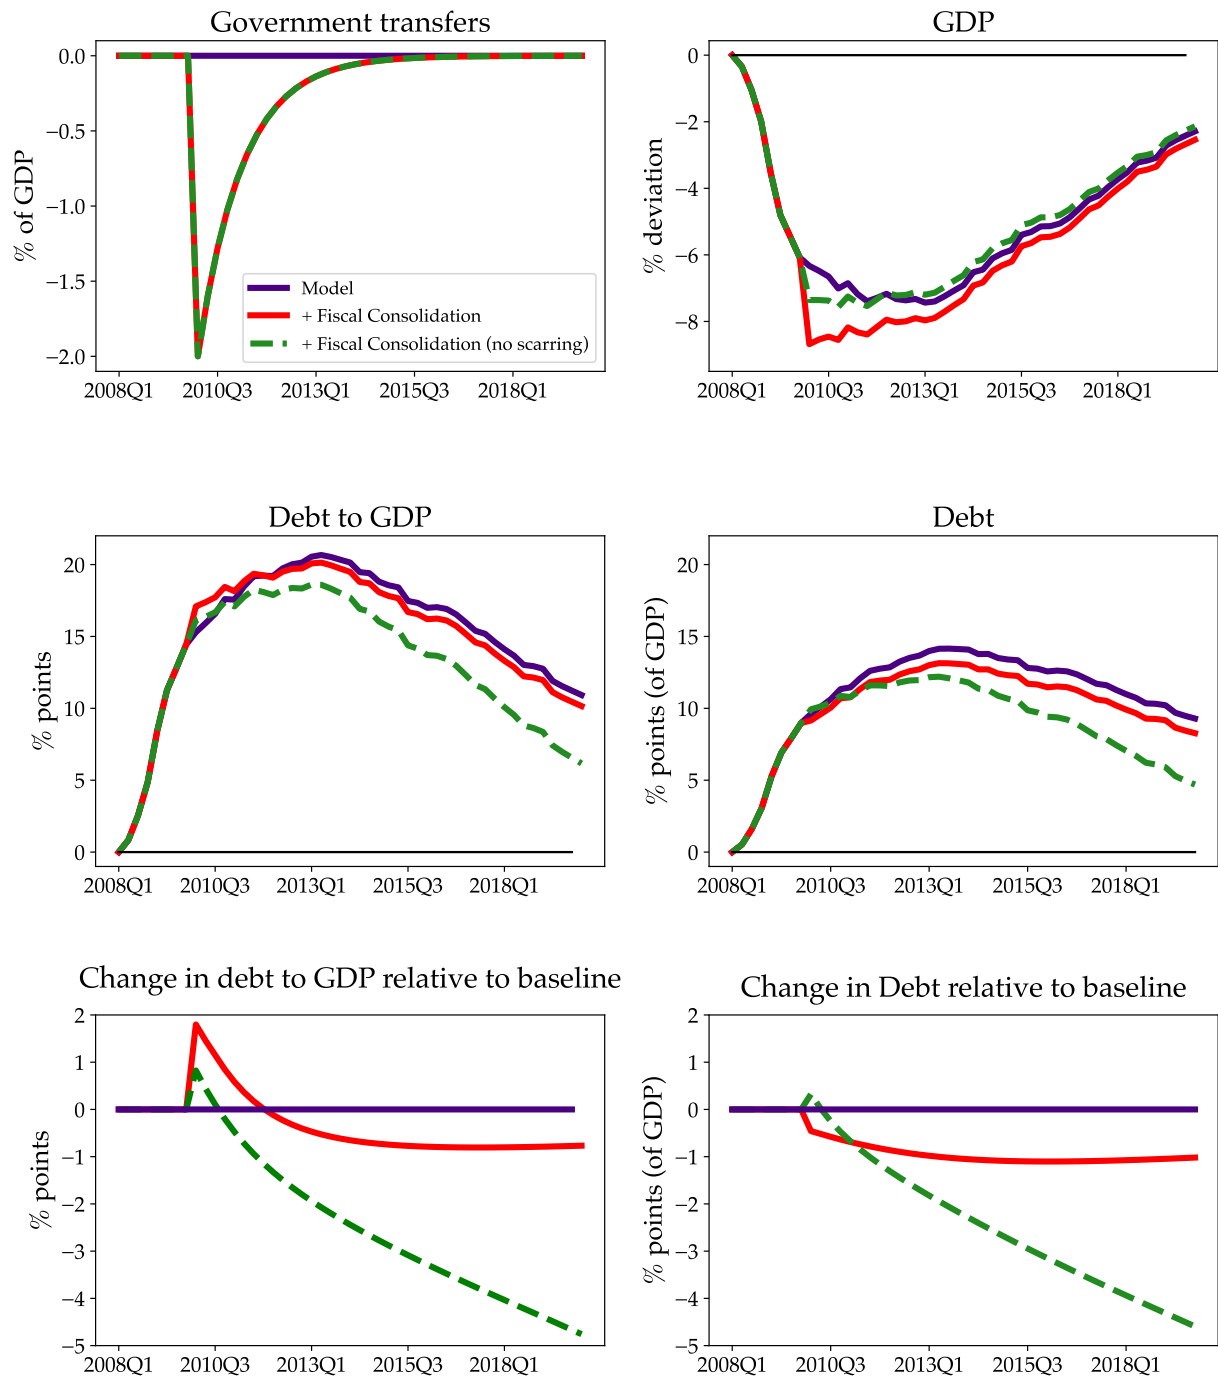 Government transfers
% of GDP
0.0
−0.5
−1.0
−1.5
−2.0
Model
+ Fiscal Consolidation
+ Fiscal Consolidation (no scarring)
2008Q1 2010Q3 2013Q1 2015Q3 2018Q1
GDP
% deviation
0
−2
−4
−6
−8
2008Q1 2010Q3 2013Q1 2015Q3 2018Q1
Debt to GDP
% points
20
15
10
5
0
2008Q1 2010Q3 2013Q1 2015Q3 2018Q1
Debt
% points (of GDP)
20
15
10
5
0
2008Q1 2010Q3 2013Q1 2015Q3 2018Q1
Change in debt to GDP relative to baseline
% points
2
1
0
−1
−2
−3
−4
−5
2008Q1 2010Q3 2013Q1 2015Q3 2018Q1
Change in Debt relative to baseline
% points (of GDP)
2
1
0
−1
−2
−3
−4
−5
2008Q1 2010Q3 2013Q1 2015Q3 2018Q1